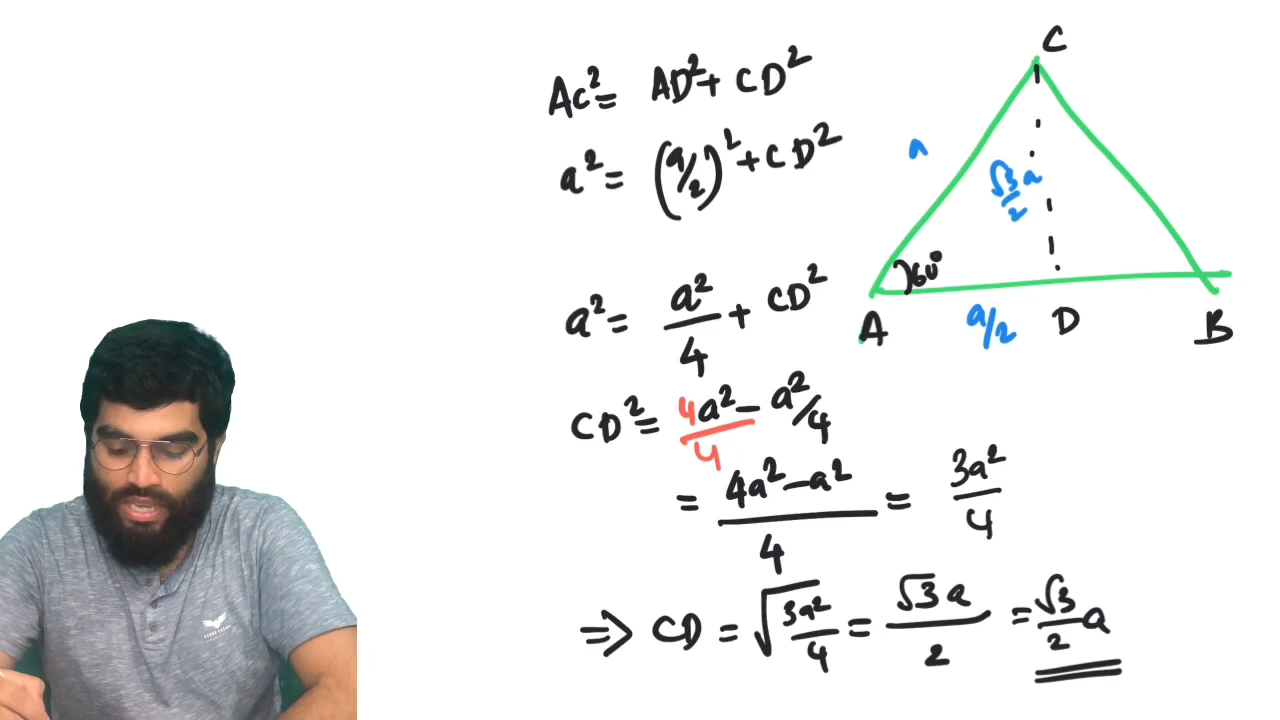 AC² = AD² + CD²
a² = (a/2)² + CD²
a² = a²/4 + CD²
CD² = 4a²/4 - a²/4
= (4a² - a²)/4 = 3a²/4
⇒ CD = √(3a²/4) = √3 a/2 = √3/2 a
C
a
√3/2 a
60°
A
a/2
D
B